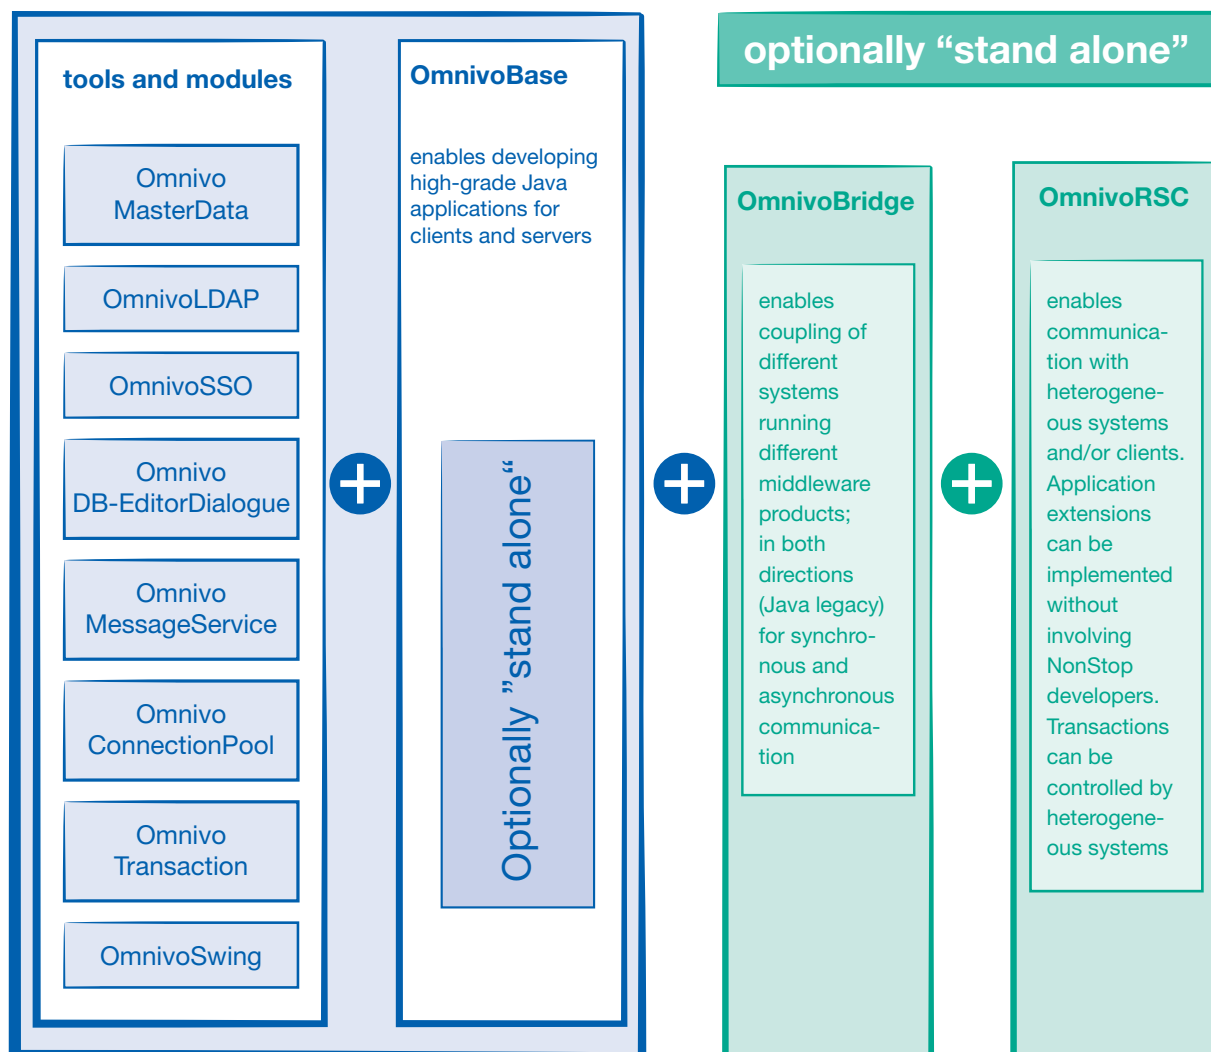 tools and modules
Omnivo
MasterData
OmnivoLDAP
OmnivoSSO
Omnivo
DB-EditorDialogue
Omnivo
MessageService
Omnivo
ConnectionPool
Omnivo
Transaction
OmnivoSwing
OmnivoBase
enables developing
high-grade Java
applications for
clients and servers
Optionally ”stand alone“
optionally “stand alone”
OmnivoBridge
enables
coupling of
different
systems
running
different
middleware
products;
in both
directions
(Java legacy)
for synchro-
nous and
asynchronous
communica-
tion
OmnivoRSC
enables
communica-
tion with
heterogene-
ous systems
and/or clients.
Application
extensions
can be
implemented
without
involving
NonStop
developers.
Transactions
can be
controlled by
heterogene-
ous systems